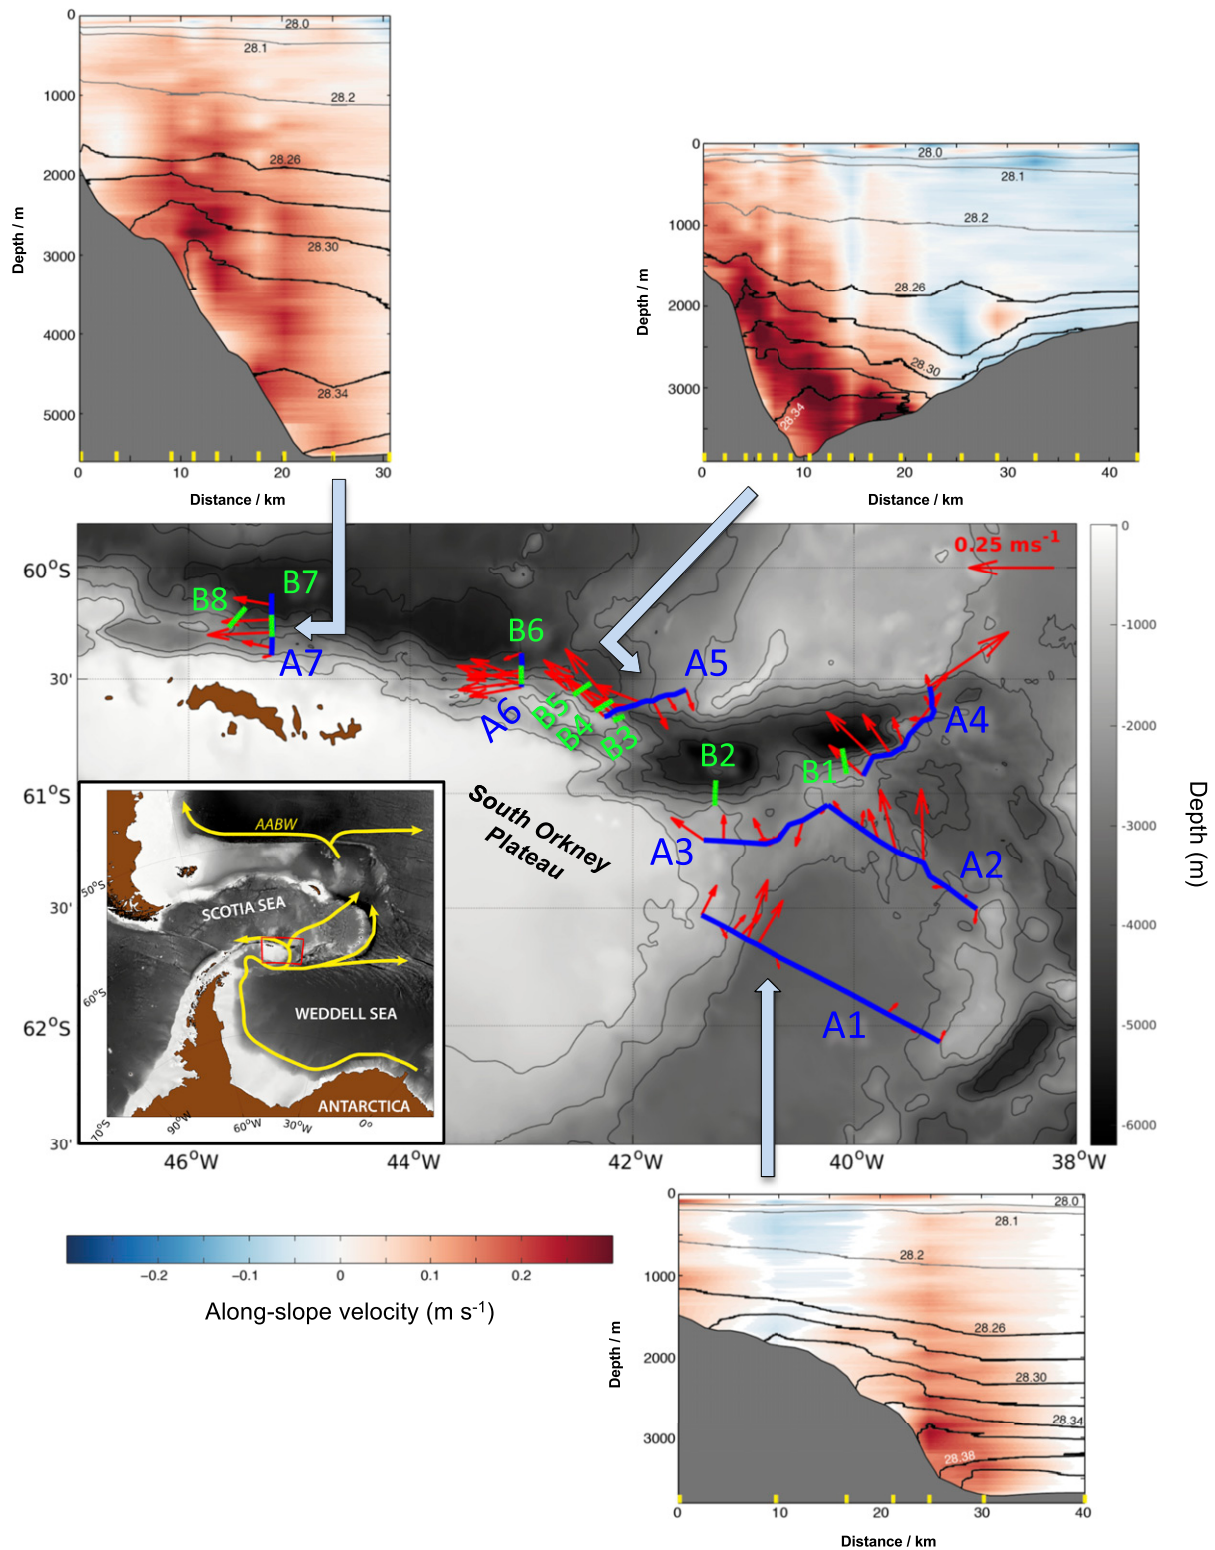 0
28.0
28.1
1000
28.2
28.26
2000
Depth / m
3000
28.30
4000
28.34
5000
0
10
20
30
Distance / km
0
28.0
28.1
1000
28.2
Depth / m
28.26
2000
28.30
3000
28.34
0
10
20
30
40
Distance / km
0.25 ms⁻¹
60°S
30'
61°S
30'
62°S
30'
B8
B7
A7
B6
A6
B5
B4
B3
A5
B2
B1
A4
A3
A2
A1
South Orkney
Plateau
AABW
50°S
SCOTIA SEA
60°S
WEDDELL SEA
ANTARCTICA
70°S
90°W
60°W
30°W
0°
46°W
44°W
42°W
40°W
38°W
0
-1000
-2000
-3000
-4000
-5000
-6000
Depth (m)
−0.2
−0.1
0
0.1
0.2
Along-slope velocity (m s⁻¹)
0
28.0
28.1
28.2
1000
28.26
Depth / m
2000
28.30
28.34
3000
28.38
0
10
20
30
40
Distance / km